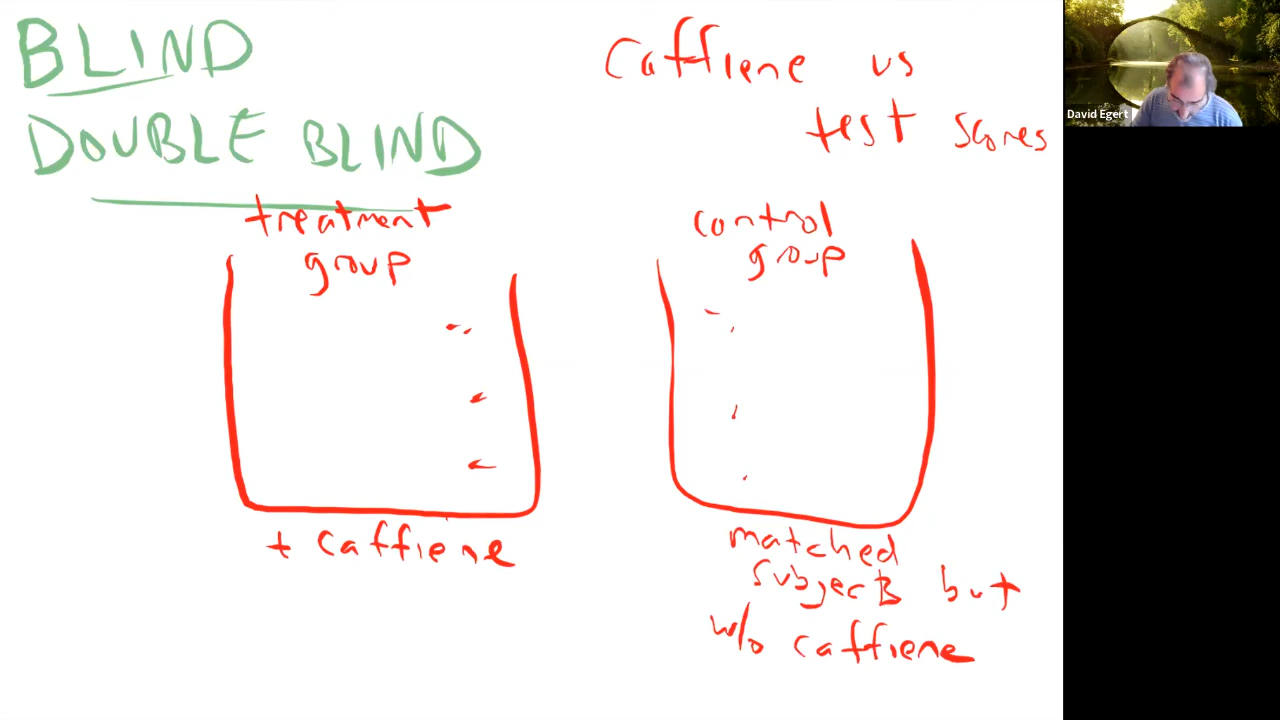 BLIND
DOUBLE BLIND
caffiene vs
test scores
David Egert
treatment
group
control
group
+ caffiene
matched
subjects but
w/o caffiene